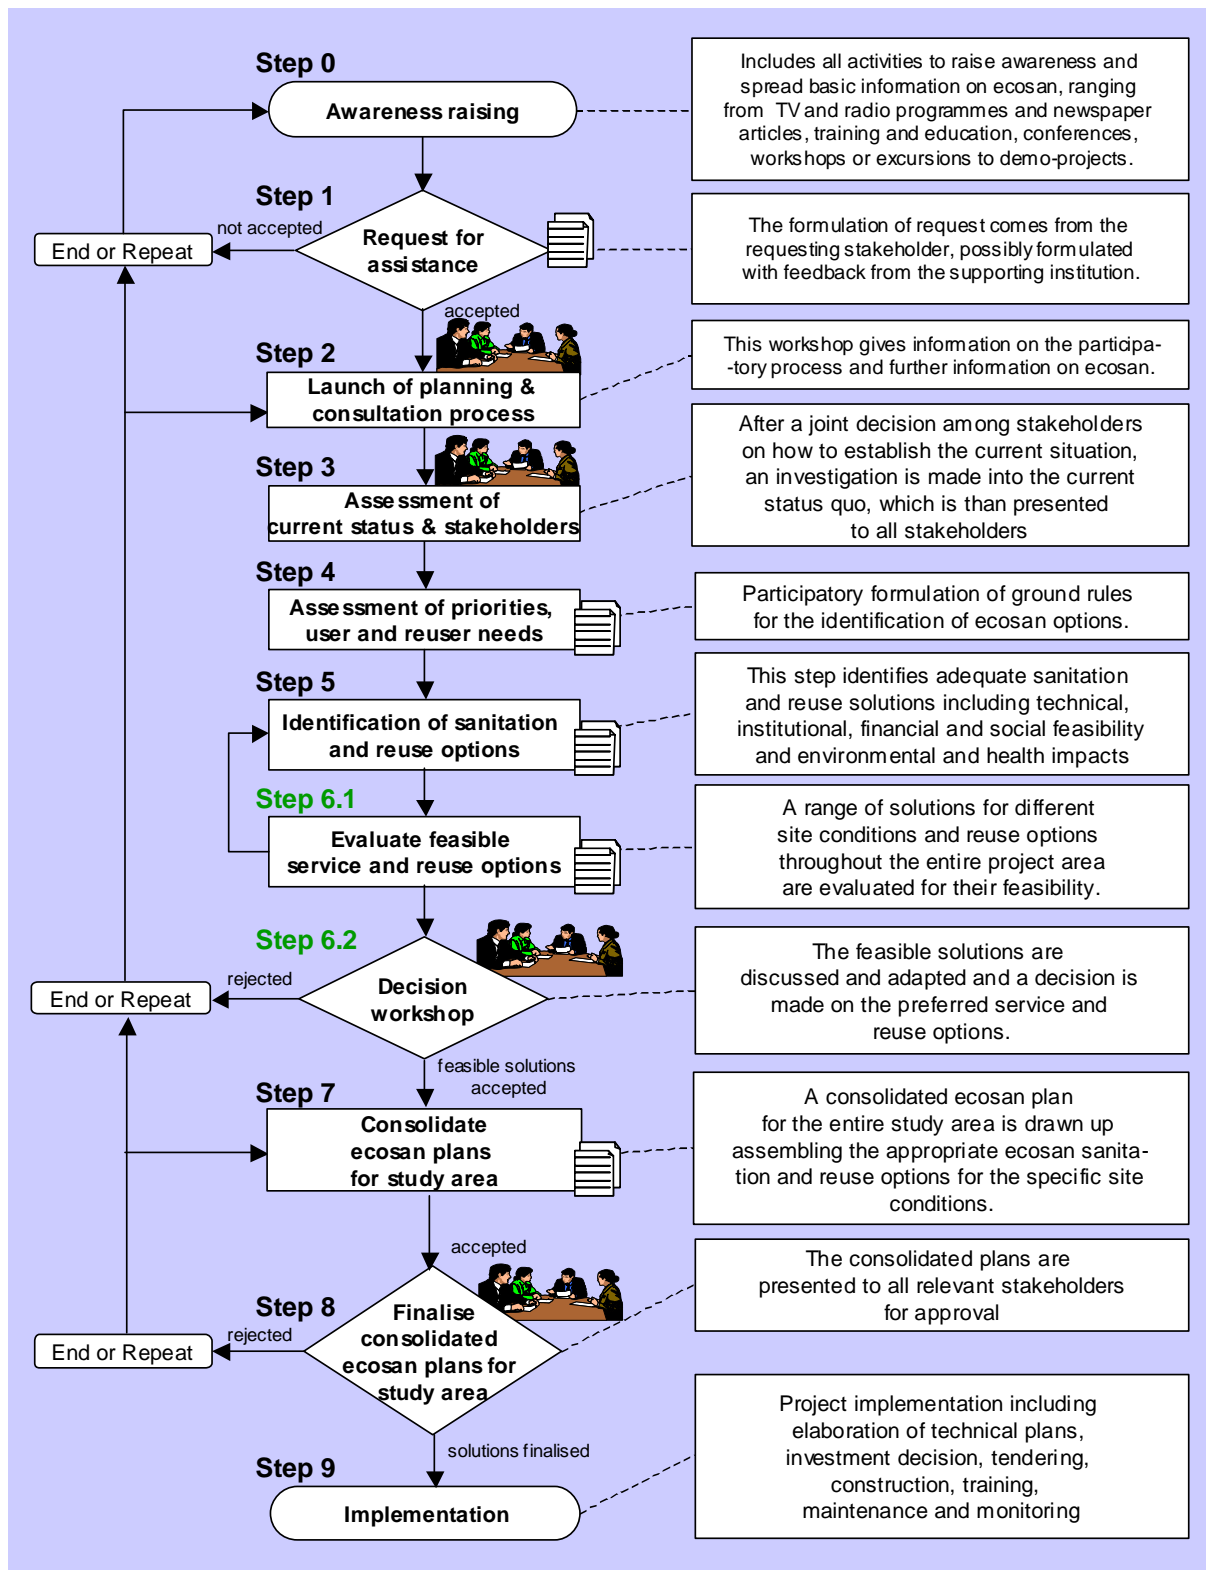 Step 0
Awareness raising
Includes all activities to raise awareness and
spread basic information on ecosan, ranging
from TV and radio programmes and newspaper
articles, training and education, conferences,
workshops or excursions to demo-projects.
Step 1
not accepted
End or Repeat
Request for
assistance
The formulation of request comes from the
requesting stakeholder, possibly formulated
with feedback from the supporting institution.
accepted
Step 2
Launch of planning &
consultation process
This workshop gives information on the participa-
-tory process and further information on ecosan.
Step 3
Assessment of
current status & stakeholders
After a joint decision among stakeholders
on how to establish the current situation,
an investigation is made into the current
status quo, which is than presented
to all stakeholders
Step 4
Assessment of priorities,
user and reuser needs
Participatory formulation of ground rules
for the identification of ecosan options.
Step 5
Identification of sanitation
and reuse options
This step identifies adequate sanitation
and reuse solutions including technical,
institutional, financial and social feasibility
and environmental and health impacts
Step 6.1
Evaluate feasible
service and reuse options
A range of solutions for different
site conditions and reuse options
throughout the entire project area
are evaluated for their feasibility.
Step 6.2
rejected
End or Repeat
Decision
workshop
The feasible solutions are
discussed and adapted and a decision is
made on the preferred service and
reuse options.
feasible solutions
accepted
Step 7
Consolidate
ecosan plans
for study area
A consolidated ecosan plan
for the entire study area is drawn up
assembling the appropriate ecosan sanita-
tion and reuse options for the specific site
conditions.
accepted
Step 8
rejected
End or Repeat
Finalise
consolidated
ecosan plans for
study area
The consolidated plans are
presented to all relevant stakeholders
for approval
solutions finalised
Step 9
Implementation
Project implementation including
elaboration of technical plans,
investment decision, tendering,
construction, training,
maintenance and monitoring